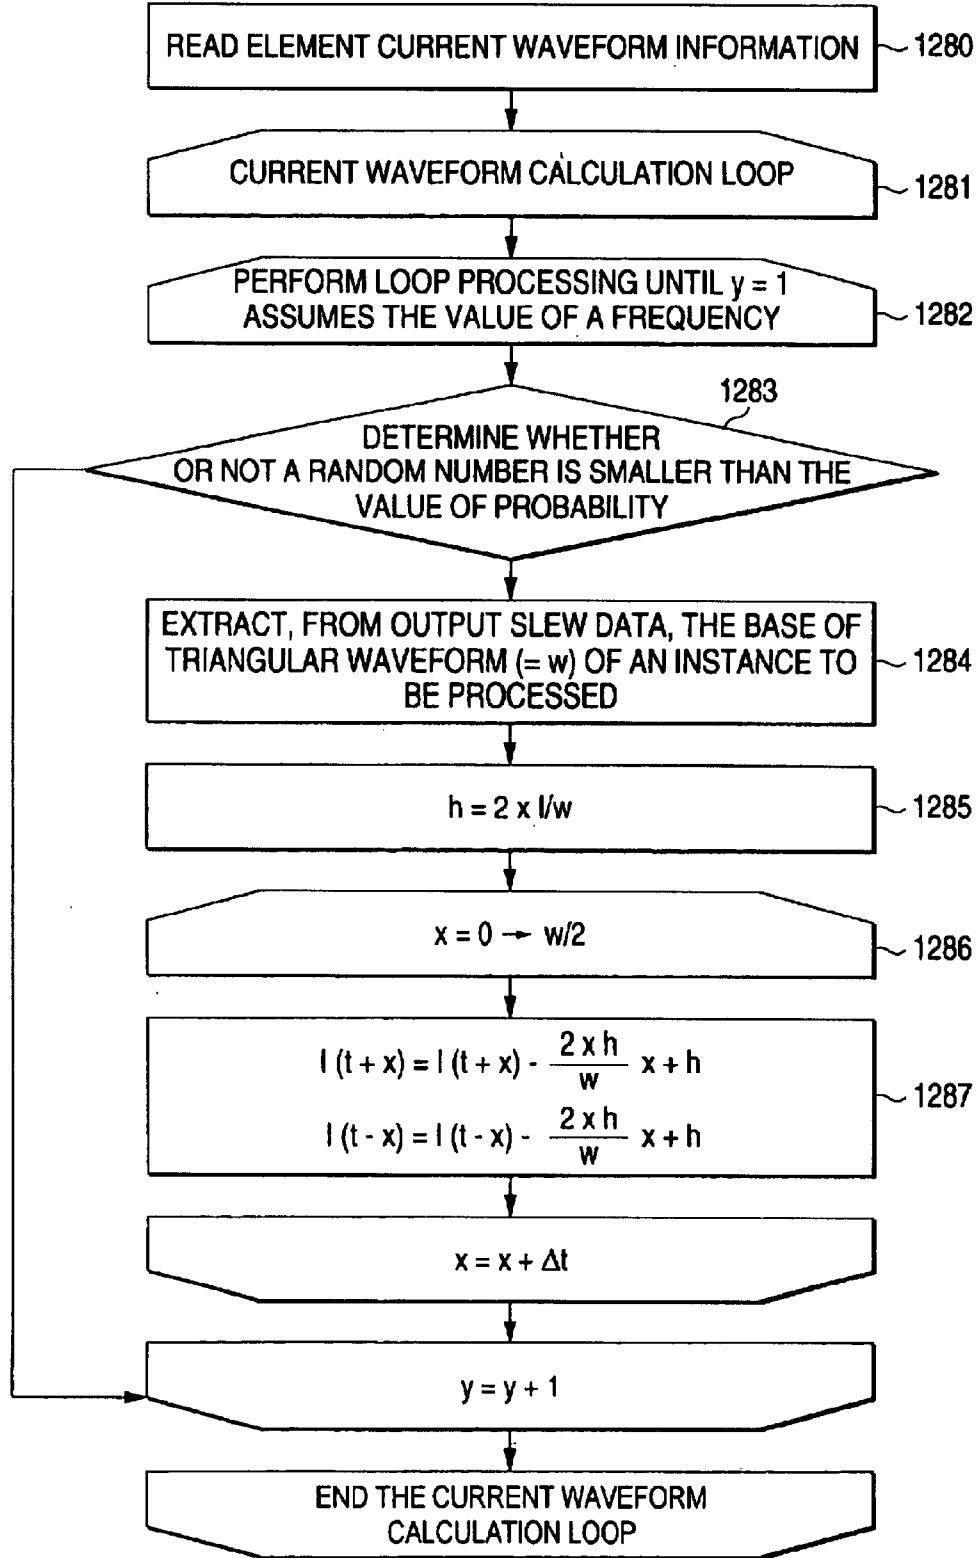 READ ELEMENT CURRENT WAVEFORM INFORMATION
1280
CURRENT WAVEFORM CALCULATION LOOP
1281
PERFORM LOOP PROCESSING UNTIL y = 1
ASSUMES THE VALUE OF A FREQUENCY
1282
1283
DETERMINE WHETHER
OR NOT A RANDOM NUMBER IS SMALLER THAN THE
VALUE OF PROBABILITY
EXTRACT, FROM OUTPUT SLEW DATA, THE BASE OF
TRIANGULAR WAVEFORM (= w) OF AN INSTANCE TO
BE PROCESSED
1284
h = 2 x I/w
1285
x = 0 → w/2
1286
I (t + x) = I (t + x) - 2 x h / w x + h
I (t - x) = I (t - x) - 2 x h / w x + h
1287
x = x + Δt
y = y + 1
END THE CURRENT WAVEFORM
CALCULATION LOOP